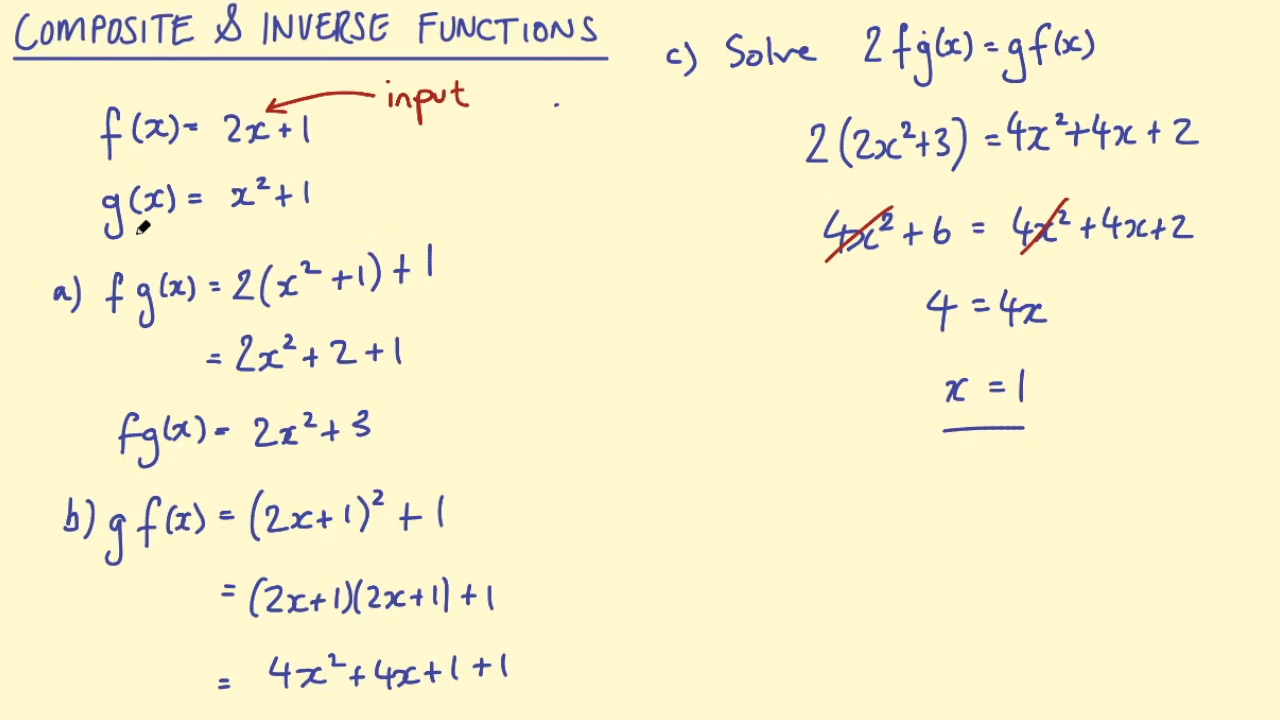 COMPOSITE & INVERSE FUNCTIONS
input
f(x) = 2x + 1
g(x) = x² + 1
a) fg(x) = 2(x² + 1) + 1
= 2x² + 2 + 1
fg(x) = 2x² + 3
b) gf(x) = (2x + 1)² + 1
= (2x + 1)(2x + 1) + 1
= 4x² + 4x + 1 + 1
c) Solve 2fg(x) = gf(x)
2(2x² + 3) = 4x² + 4x + 2
4x² + 6 = 4x² + 4x + 2
4 = 4x
x = 1